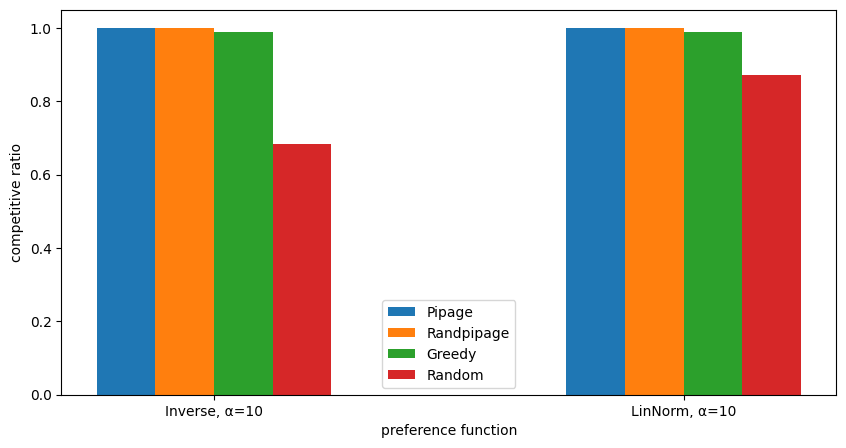 competitive ratio
1.0
0.8
0.6
0.4
0.2
0.0
Pipage
Randpipage
Greedy
Random
Inverse, α=10
LinNorm, α=10
preference function